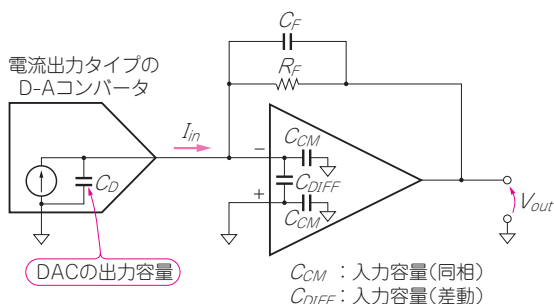 C_F
R_F
電流出力タイプの
D-Aコンバータ
I_in
C_D
−
C_CM
C_DIFF
+
C_CM
V_out
DACの出力容量
C_CM：入力容量(同相)
C_DIFF：入力容量(差動)